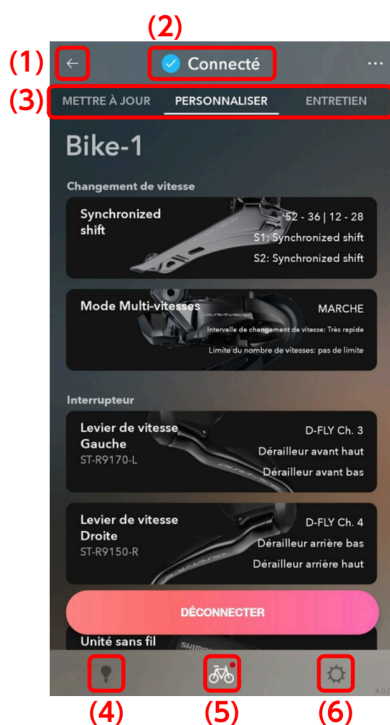 (2)
(1)
Connecté
(3)
METTRE À JOUR PERSONNALISER ENTRETIEN
Bike-1
Changement de vitesse
Synchronized
shift
52 - 36 | 12 - 28
S1: Synchronized shift
S2: Synchronized shift
Mode Multi-vitesses
MARCHE
Intervalle de changement de vitesse: Très rapide
Limite du nombre de vitesses: pas de limite
Interrupteur
Levier de vitesse
Gauche
ST-R9170-L
D-FLY Ch. 3
Dérailleur avant haut
Dérailleur avant bas
Levier de vitesse
Droite
ST-R9150-R
D-FLY Ch. 4
Dérailleur arrière bas
Dérailleur arrière haut
DÉCONNECTER
Unité sans fil
(4) (5) (6)